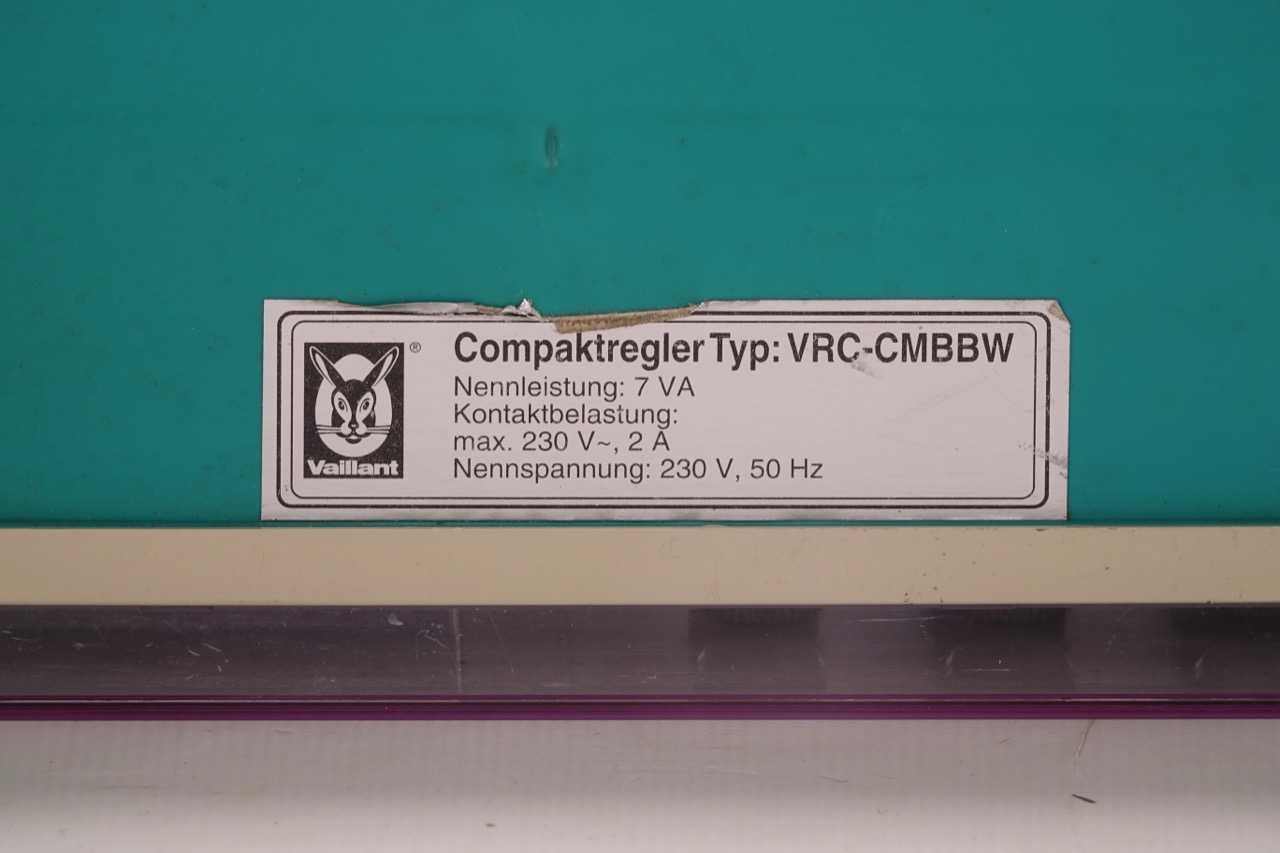 Compaktregler Typ: VRC-CMBBW
Nennleistung: 7 VA
Kontaktbelastung:
max. 230 V~, 2 A
Nennspannung: 230 V, 50 Hz
®
Vaillant